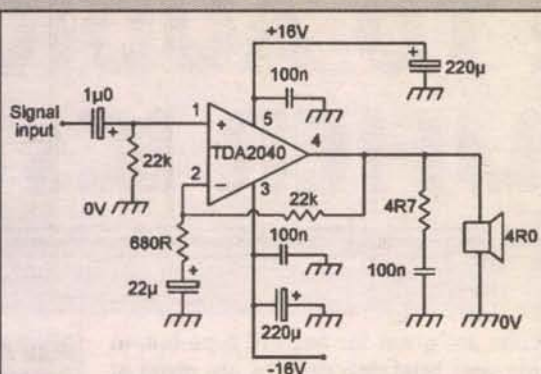 +16V
100n
220µ
+
1µ0
Signal
input
+
1
5
+
4
TDA2040
22k
2
3
−
0V
22k
4R7
4R0
680R
100n
+
22µ
100n
+
220µ
0V
-16V